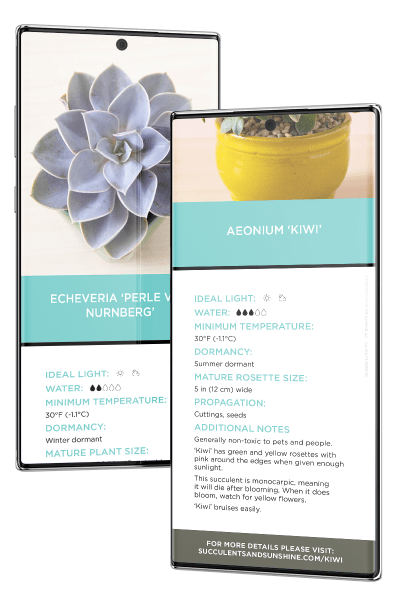 ECHEVERIA 'PERLE V
NURNBERG'
IDEAL LIGHT:
WATER:
MINIMUM TEMPERATURE:
30°F (-1.1°C)
DORMANCY:
Winter dormant
MATURE PLANT SIZE:
AEONIUM 'KIWI'
IDEAL LIGHT:
WATER:
MINIMUM TEMPERATURE:
30°F (-1.1°C)
DORMANCY:
Summer dormant
MATURE ROSETTE SIZE:
5 in (12 cm) wide
PROPAGATION:
Cuttings, seeds
ADDITIONAL NOTES
Generally non-toxic to pets and people.
'Kiwi' has green and yellow rosettes with
pink around the edges when given enough
sunlight.
This succulent is monocarpic, meaning
it will die after blooming. When it does
bloom, watch for yellow flowers.
'Kiwi' bruises easily.
FOR MORE DETAILS PLEASE VISIT:
SUCCULENTSANDSUNSHINE.COM/KIWI